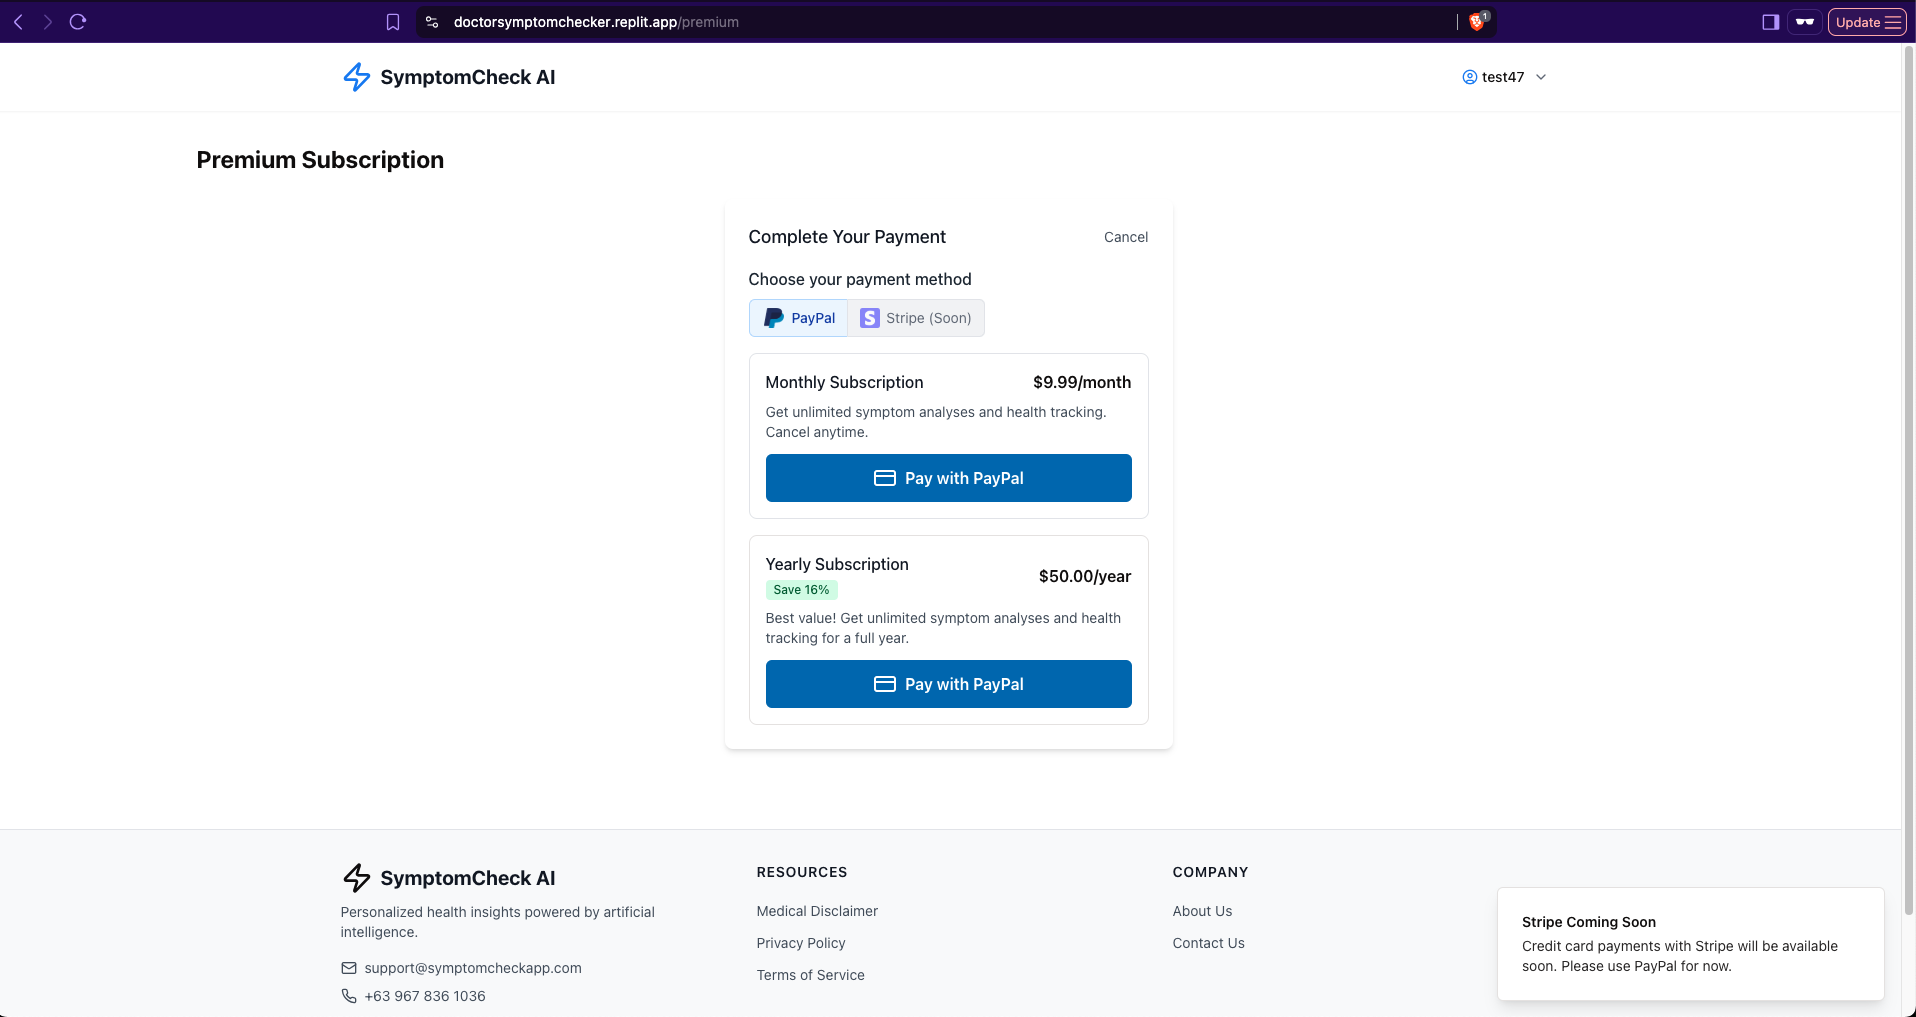 doctorsymptomchecker.replit.app/premium
1
Update
SymptomCheck AI
test47
Premium Subscription
Complete Your Payment
Cancel
Choose your payment method
PayPal
S Stripe (Soon)
Monthly Subscription
$9.99/month
Get unlimited symptom analyses and health tracking.
Cancel anytime.
Pay with PayPal
Yearly Subscription
Save 16%
$50.00/year
Best value! Get unlimited symptom analyses and health
tracking for a full year.
Pay with PayPal
SymptomCheck AI
Personalized health insights powered by artificial
intelligence.
support@symptomcheckapp.com
+63 967 836 1036
RESOURCES
Medical Disclaimer
Privacy Policy
Terms of Service
COMPANY
About Us
Contact Us
Stripe Coming Soon
Credit card payments with Stripe will be available
soon. Please use PayPal for now.